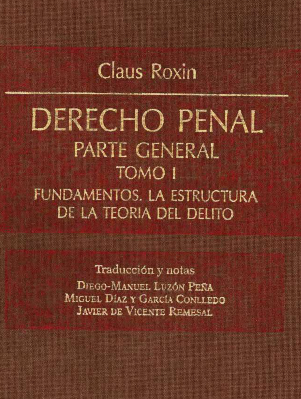 Claus Roxin
DERECHO PENAL
PARTE GENERAL
TOMO I
FUNDAMENTOS. LA ESTRUCTURA
DE LA TEORIA DEL DELITO
Traducción y notas
DIEGO-MANUEL LUZÓN PEÑA
MIGUEL DÍAZ Y GARCÍA CONLLEDO
JAVIER DE VICENTE REMESAL